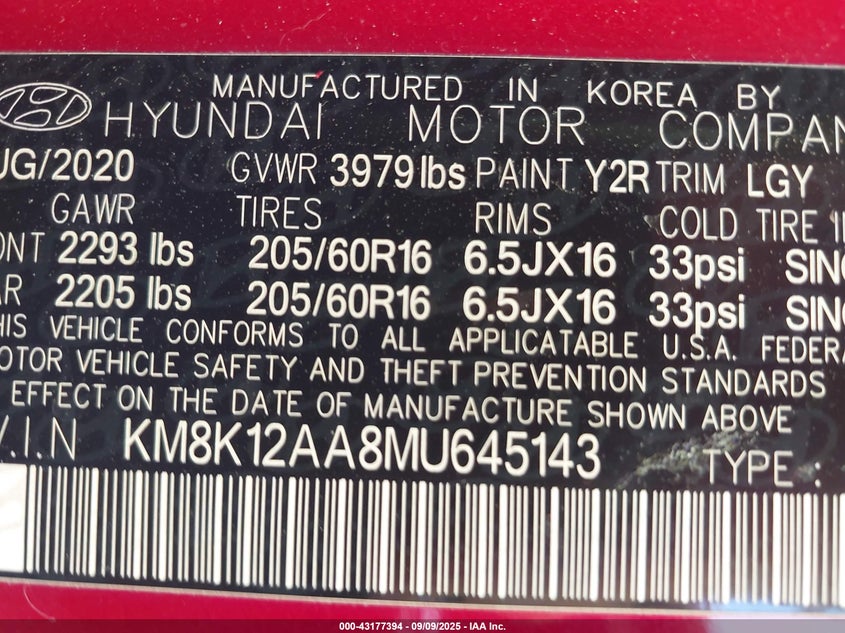 MANUFACTURED IN KOREA BY
HYUNDAI MOTOR COMPAN
UG/2020 GVWR 3979 lbs PAINT Y2R TRIM LGY
GAWR TIRES RIMS COLD TIRE
ONT 2293 lbs 205/60R16 6.5JX16 33psi SING
AR 2205 lbs 205/60R16 6.5JX16 33psi SING
HIS VEHICLE CONFORMS TO ALL APPLICATABLE U.S.A. FEDERA
OTOR VEHICLE SAFETY AND THEFT PREVENTION STANDARDS
EFFECT ON THE DATE OF MANUFACTURE SHOWN ABOVE
V.I.N KM8K12AA8MU645143 TYPE :
000-43177394 - 09/09/2025 - IAA Inc.